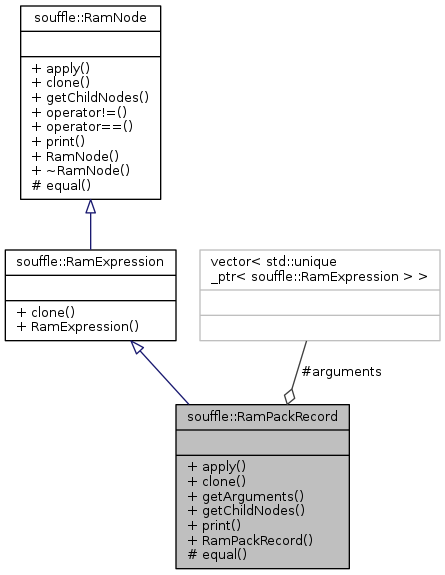 souffle::RamNode
+ apply()
+ clone()
+ getChildNodes()
+ operator!=()
+ operator==()
+ print()
+ RamNode()
+ ~RamNode()
# equal()
souffle::RamExpression
+ clone()
+ RamExpression()
vector< std::unique
_ptr< souffle::RamExpression > >
#arguments
souffle::RamPackRecord
+ apply()
+ clone()
+ getArguments()
+ getChildNodes()
+ print()
+ RamPackRecord()
# equal()